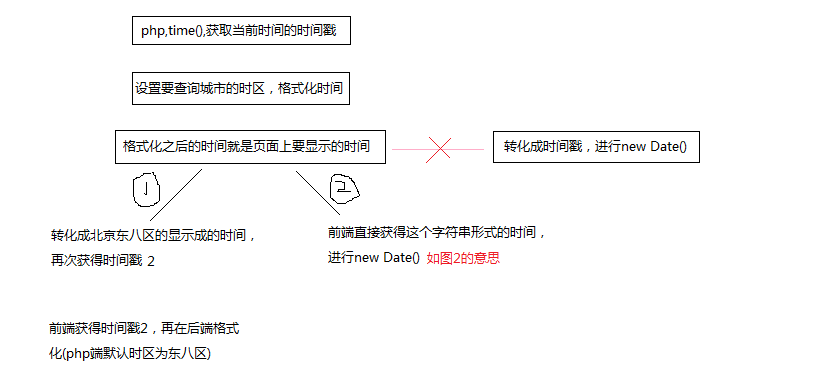 php,time(),获取当前时间的时间戳
设置要查询城市的时区，格式化时间
格式化之后的时间就是页面上要显示的时间
转化成时间戳，进行new Date()
1
2
转化成北京东八区的显示成的时间，
再次获得时间戳 2
前端直接获得这个字符串形式的时间，
进行new Date() 如图2的意思
前端获得时间戳2，再在后端格式
化(php端默认时区为东八区)